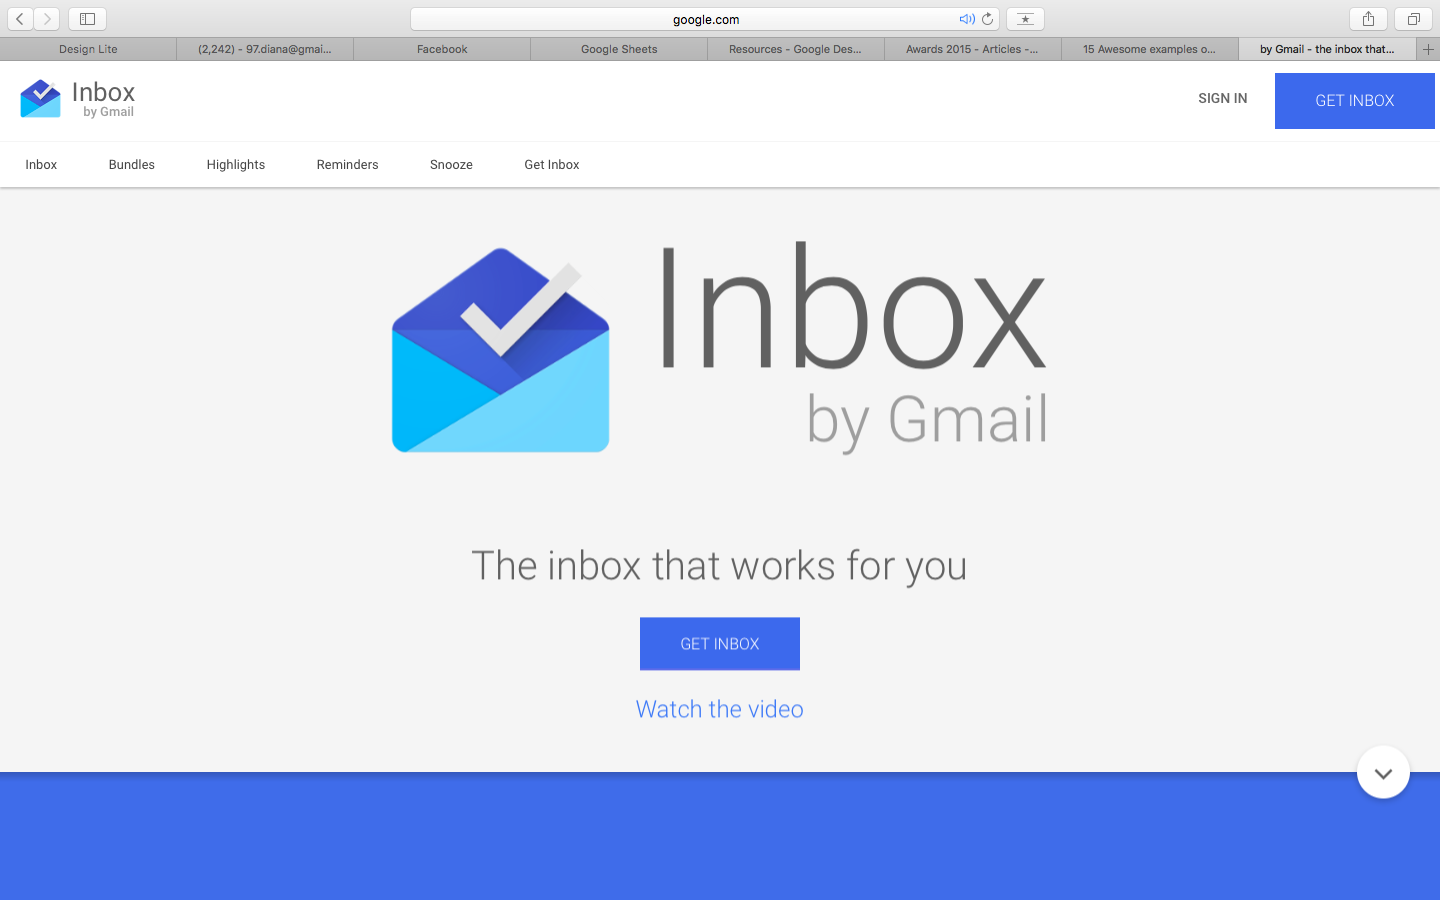 google.com
Design Lite
(2,242) - 97.diana@gmai...
Facebook
Google Sheets
Resources - Google Des...
Awards 2015 - Articles -...
15 Awesome examples o...
by Gmail - the inbox that...
Inbox
by Gmail
SIGN IN
GET INBOX
Inbox
Bundles
Highlights
Reminders
Snooze
Get Inbox
Inbox
by Gmail
The inbox that works for you
GET INBOX
Watch the video